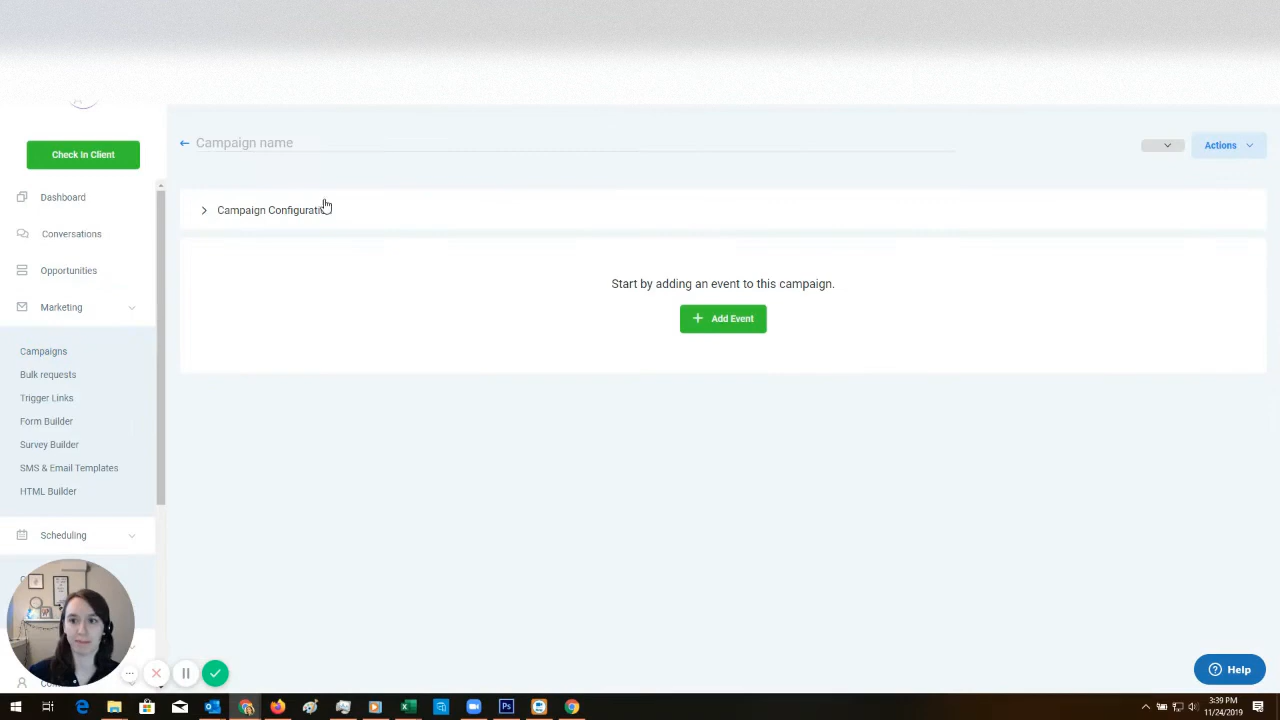 Check In Client
Dashboard
Conversations
Opportunities
Marketing
Campaigns
Bulk requests
Trigger Links
Form Builder
Survey Builder
SMS & Email Templates
HTML Builder
Scheduling
Campaign name
Actions
Campaign Configuration
Start by adding an event to this campaign.
+ Add Event
Help
3:39 PM
11/24/2019